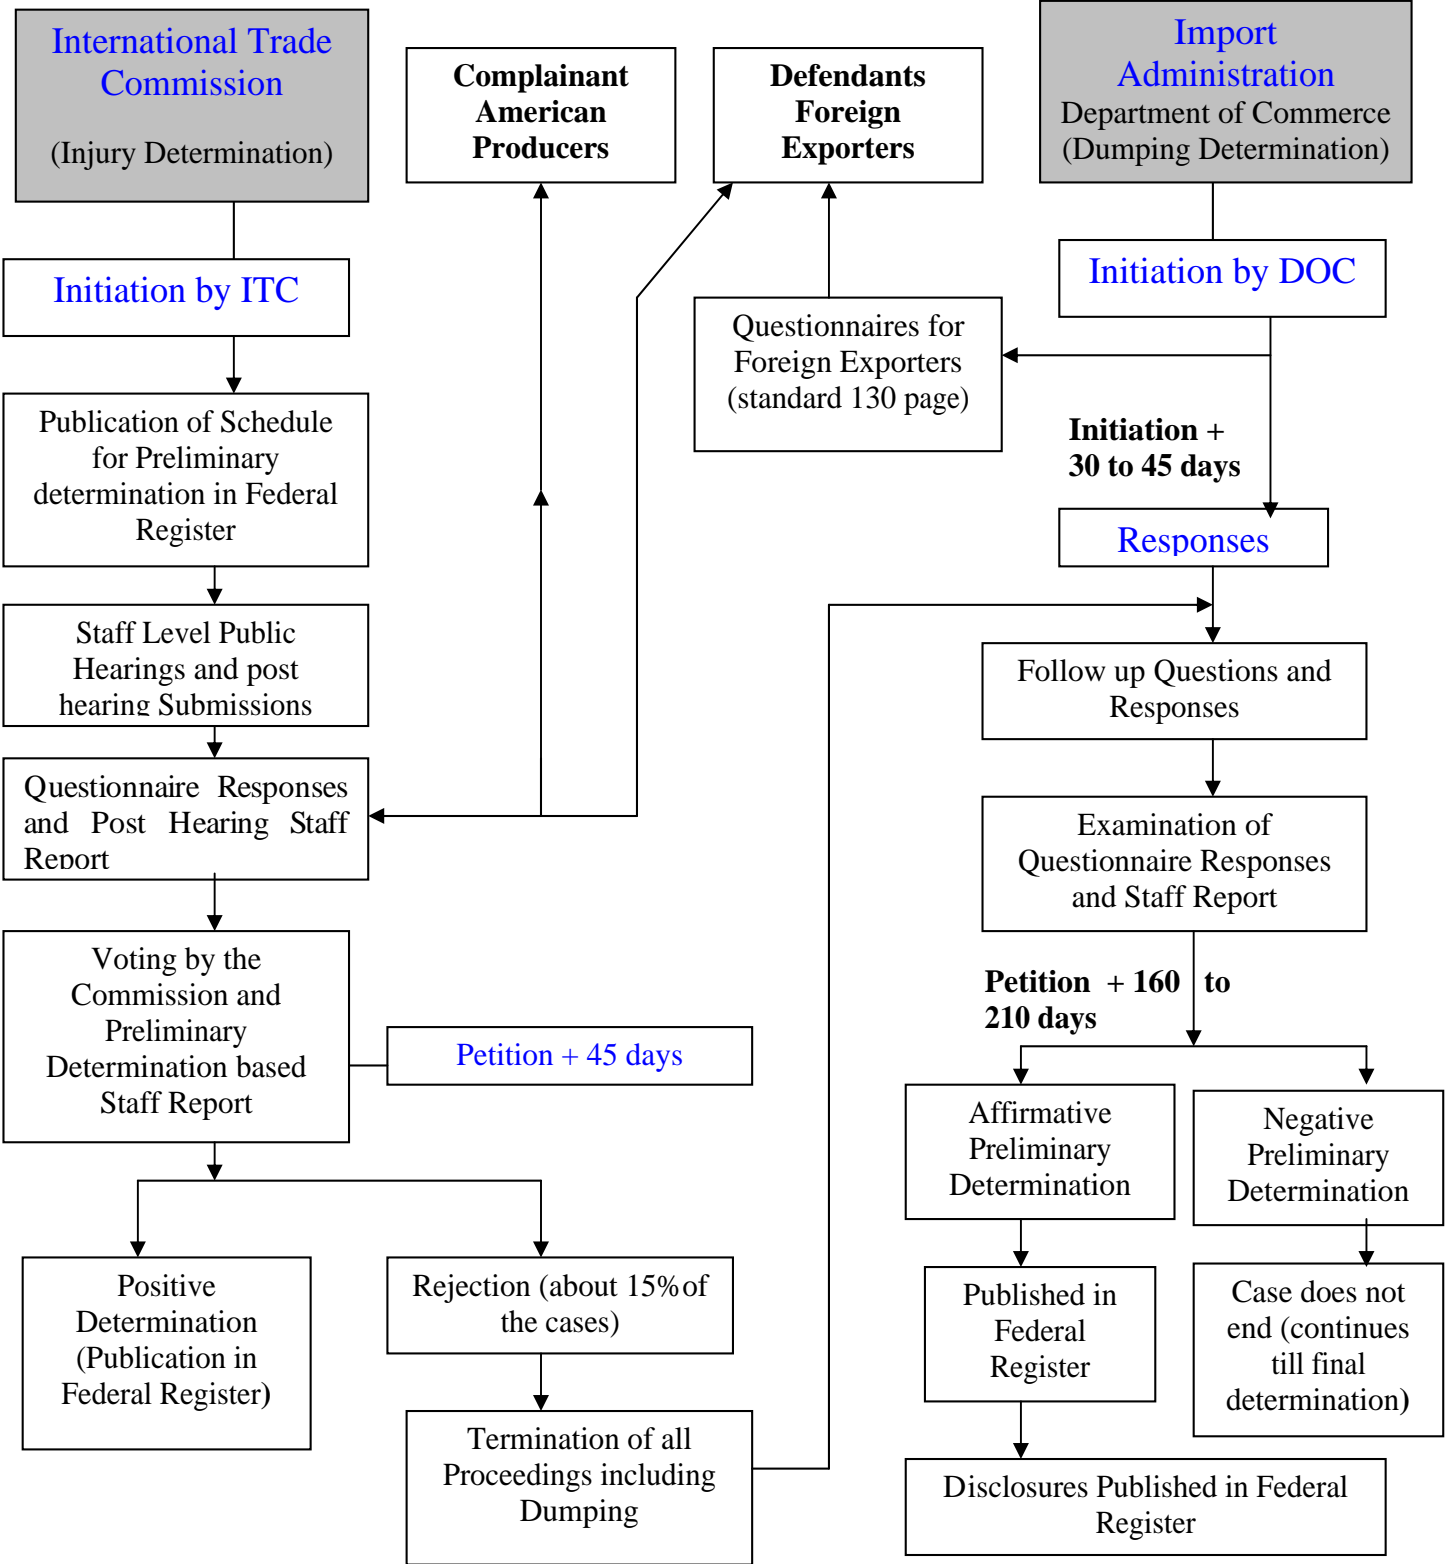 International Trade
Commission
(Injury Determination)
Complainant
American
Producers
Defendants
Foreign
Exporters
Import
Administration
Department of Commerce
(Dumping Determination)
Initiation by ITC
Initiation by DOC
Questionnaires for
Foreign Exporters
(standard 130 page)
Initiation +
30 to 45 days
Publication of Schedule
for Preliminary
determination in Federal
Register
Responses
Staff Level Public
Hearings and post
hearing Submissions
Follow up Questions and
Responses
Questionnaire Responses
and Post Hearing Staff
Report
Examination of
Questionnaire Responses
and Staff Report
Voting by the
Commission and
Preliminary
Determination based
Staff Report
Petition + 45 days
Petition + 160 to
210 days
Affirmative
Preliminary
Determination
Negative
Preliminary
Determination
Positive
Determination
(Publication in
Federal Register)
Rejection (about 15% of
the cases)
Published in
Federal
Register
Case does not
end (continues
till final
determination)
Termination of all
Proceedings including
Dumping
Disclosures Published in Federal
Register